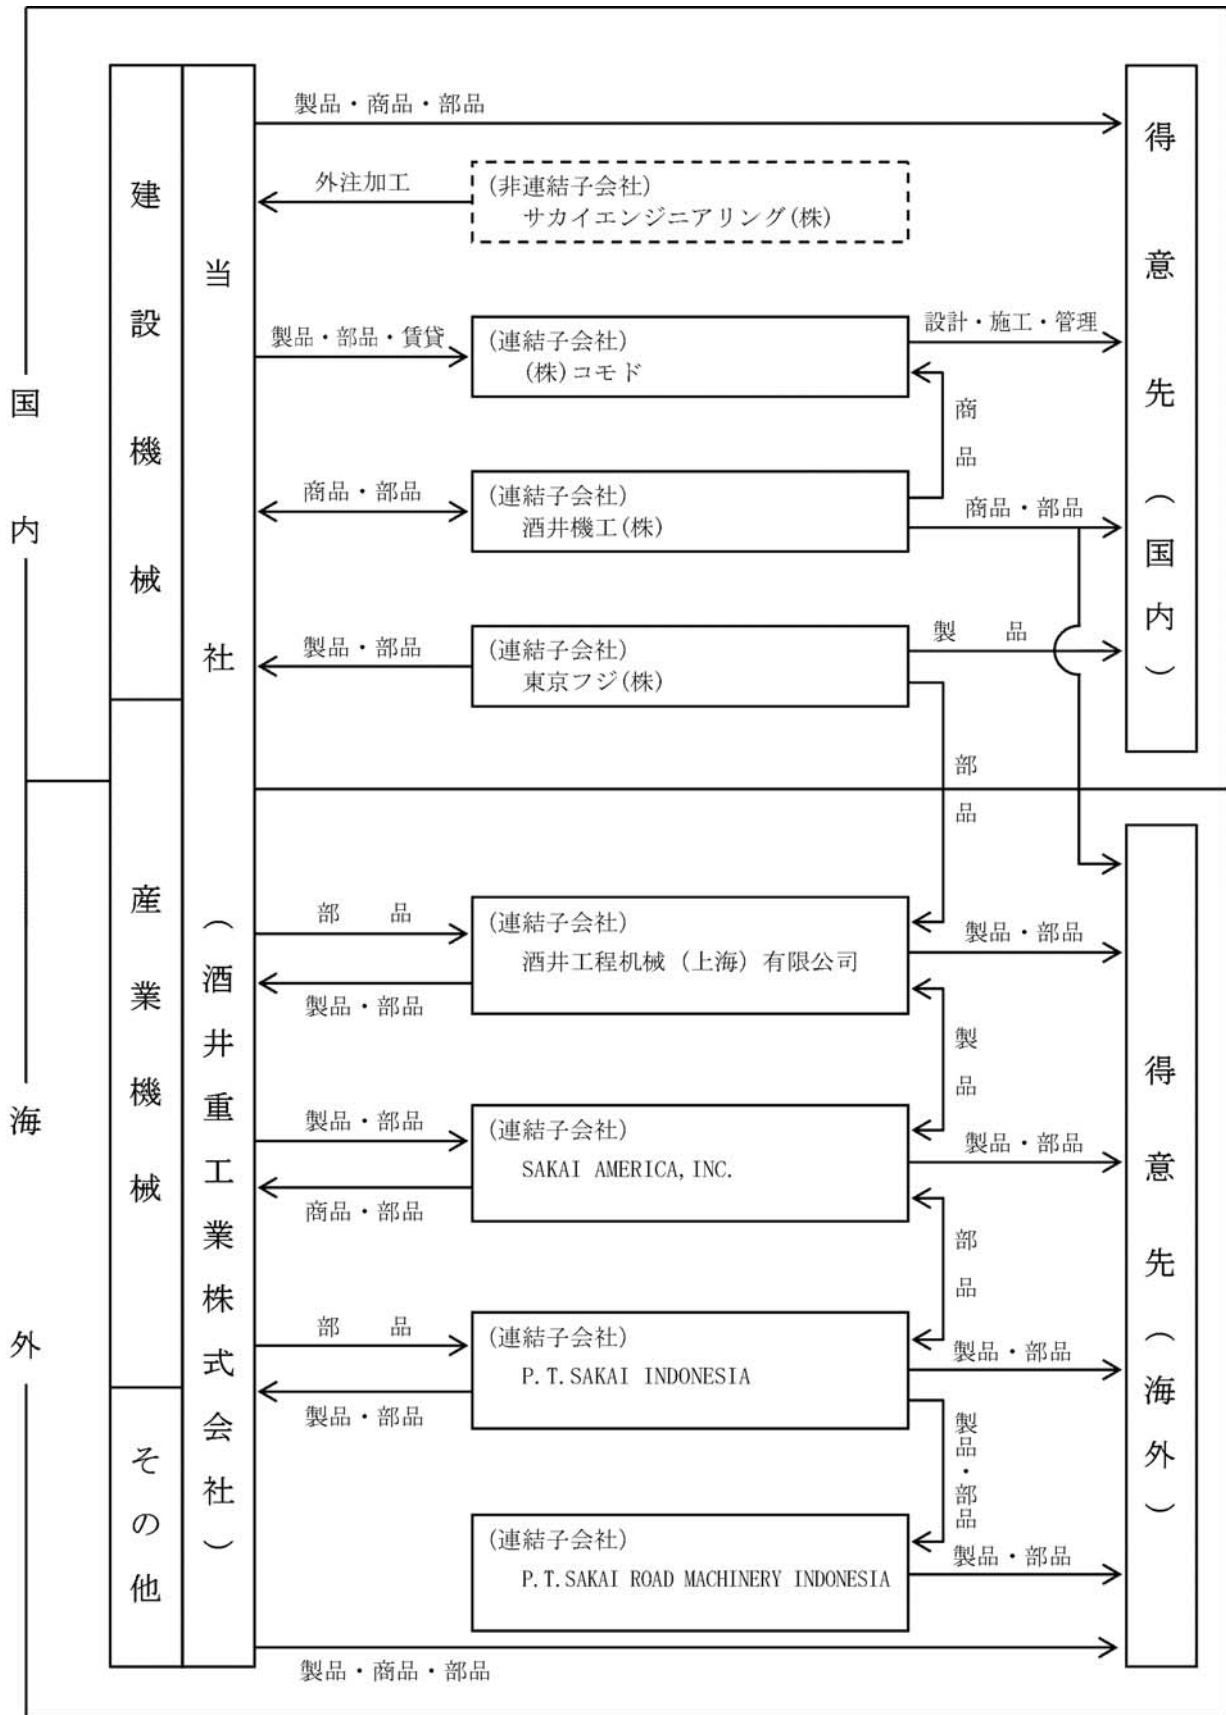 国内
海外
建設機械
産業機械
その他
当社（酒井重工業株式会社）
製品・商品・部品
外注加工
(非連結子会社)
サカイエンジニアリング(株)
製品・部品・賃貸
(連結子会社)
(株)コモド
設計・施工・管理
商品
商品・部品
(連結子会社)
酒井機工(株)
商品・部品
製品・部品
(連結子会社)
東京フジ(株)
製　品
部品
得意先（国内）
部　品
製品・部品
(連結子会社)
酒井工程机械（上海）有限公司
製品・部品
製品
製品・部品
商品・部品
(連結子会社)
SAKAI AMERICA,INC.
製品・部品
部品
部　品
製品・部品
(連結子会社)
P.T.SAKAI INDONESIA
製品・部品
製品・部品
(連結子会社)
P.T.SAKAI ROAD MACHINERY INDONESIA
製品・部品
製品・商品・部品
得意先（海外）